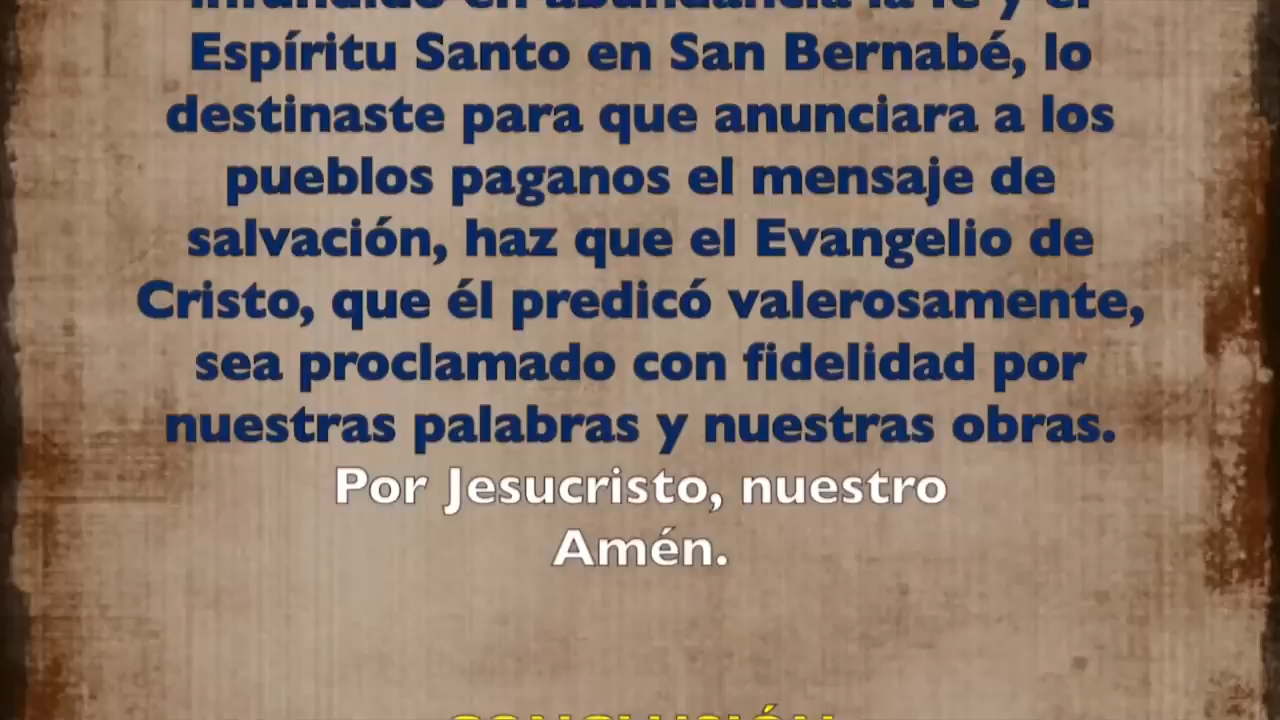 infundido en abundancia la fe y el
Espíritu Santo en San Bernabé, lo
destinaste para que anunciara a los
pueblos paganos el mensaje de
salvación, haz que el Evangelio de
Cristo, que él predicó valerosamente,
sea proclamado con fidelidad por
nuestras palabras y nuestras obras.
Por Jesucristo, nuestro
Amén.
CONCLUSIÓN